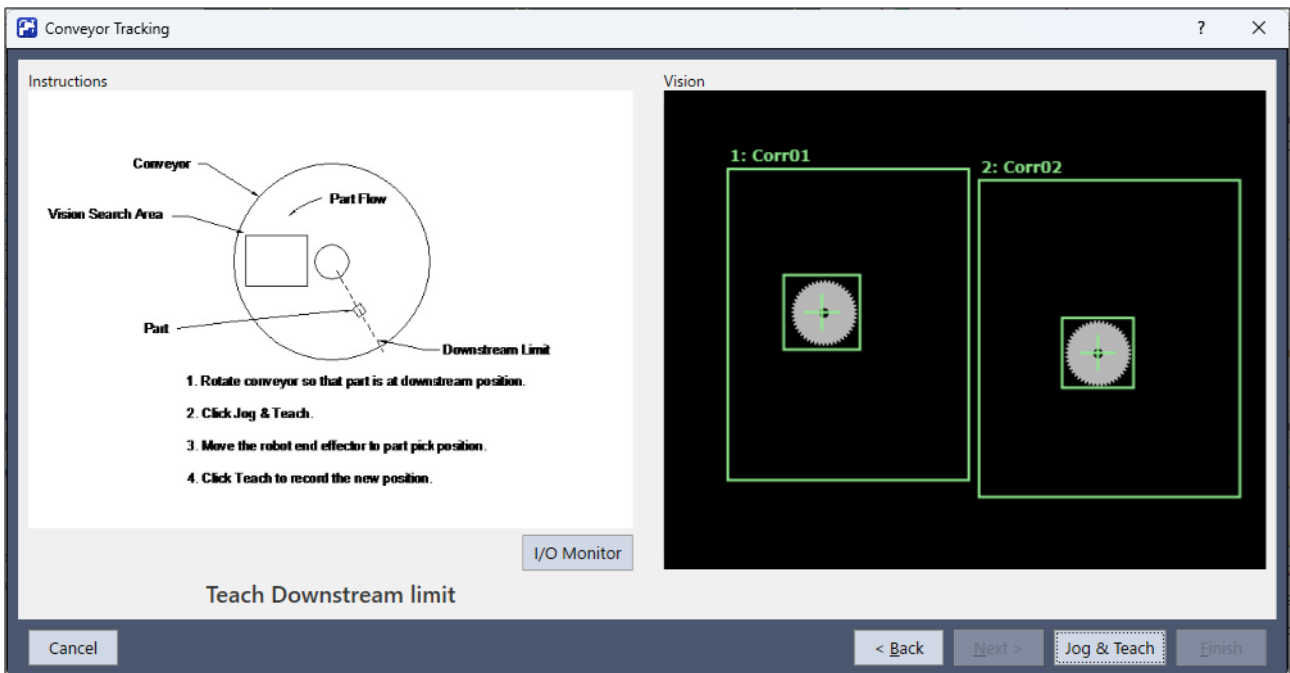 Conveyor Tracking
?
Instructions
Vision
Conveyor
Part Flow
Vision Search Area
Part
Downstream Limit
1. Rotate conveyor so that part is at downstream position.
2. Click Jog & Teach.
3. Move the robot end effector to part pick position.
4. Click Teach to record the new position.
1: Corr01
2: Corr02
I/O Monitor
Teach Downstream limit
Cancel
< Back
Next >
Jog & Teach
Finish